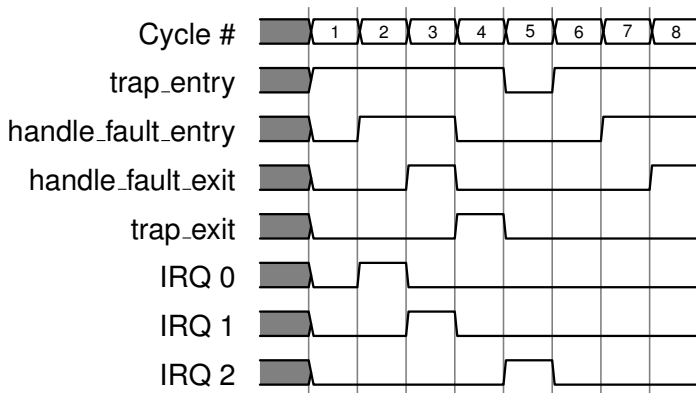 Cycle # 1 2 3 4 5 6 7 8
trap_entry
handle_fault_entry
handle_fault_exit
trap_exit
IRQ 0
IRQ 1
IRQ 2